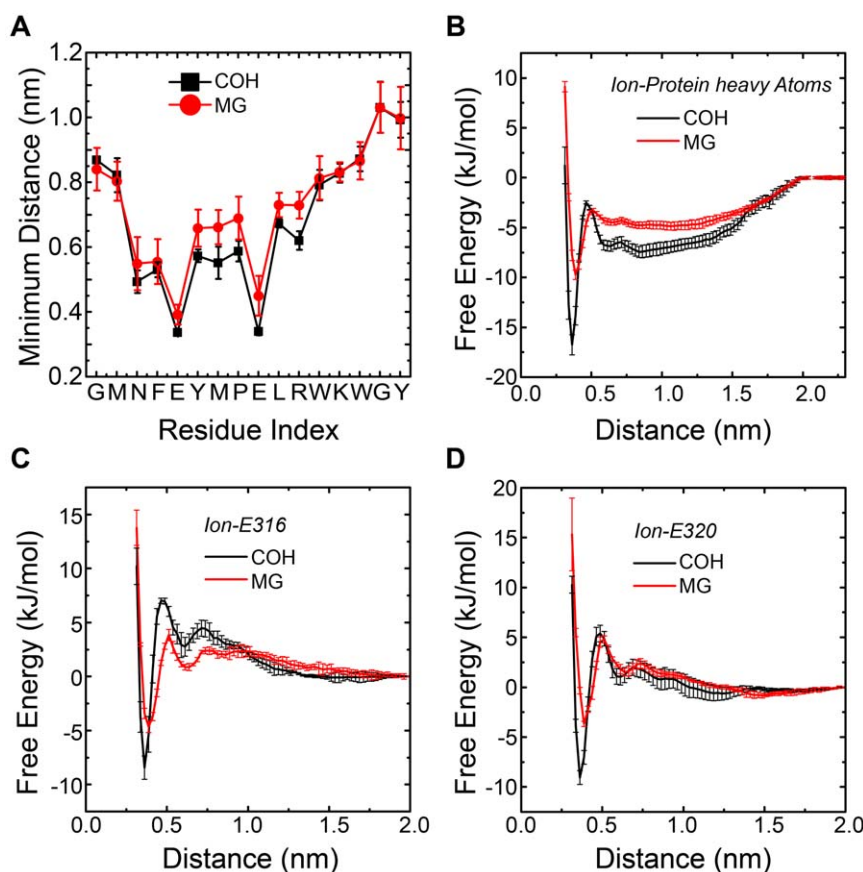 A
1.2
1.0
0.8
0.6
0.4
0.2
Minimum Distance (nm)
COH
MG
G M N F E Y M P E L R W K W G Y
Residue Index
B
10
5
0
-5
-10
-15
-20
Free Energy (kJ/mol)
Ion-Protein heavy Atoms
COH
MG
0.0 0.5 1.0 1.5 2.0
Distance (nm)
C
15
10
5
0
-5
-10
Free Energy (kJ/mol)
Ion-E316
COH
MG
0.0 0.5 1.0 1.5 2.0
Distance (nm)
D
20
15
10
5
0
-5
-10
Free Energy (kJ/mol)
Ion-E320
COH
MG
0.0 0.5 1.0 1.5 2.0
Distance (nm)